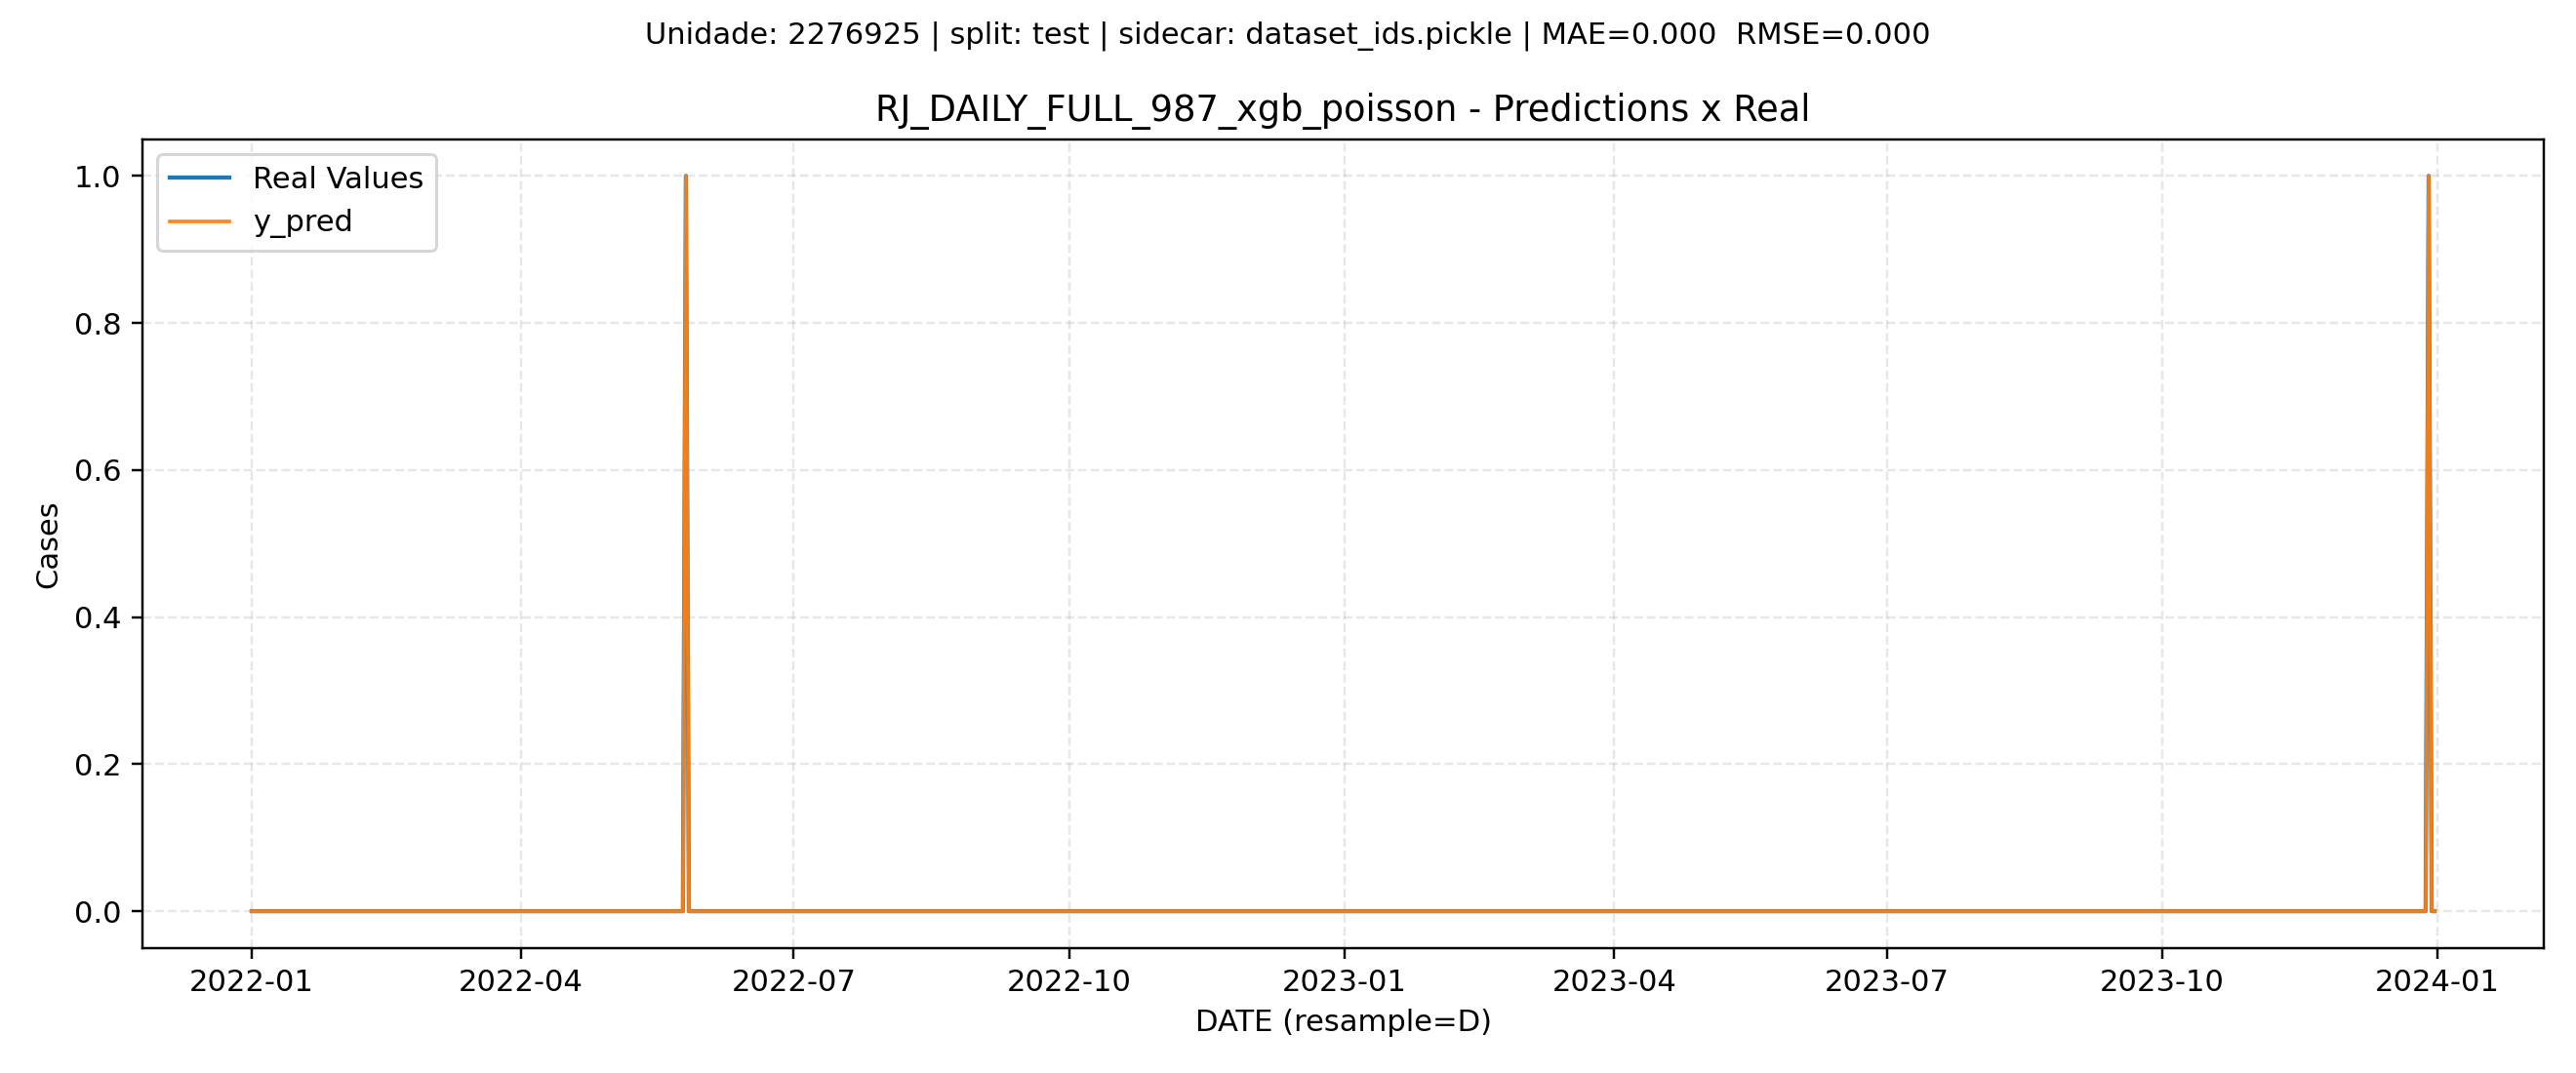 Unidade: 2276925 | split: test | sidecar: dataset_ids.pickle | MAE=0.000  RMSE=0.000
RJ_DAILY_FULL_987_xgb_poisson - Predictions x Real
Real Values
y_pred
1.0
0.8
0.6
0.4
0.2
0.0
Cases
2022-01 2022-04 2022-07 2022-10 2023-01 2023-04 2023-07 2023-10 2024-01
DATE (resample=D)